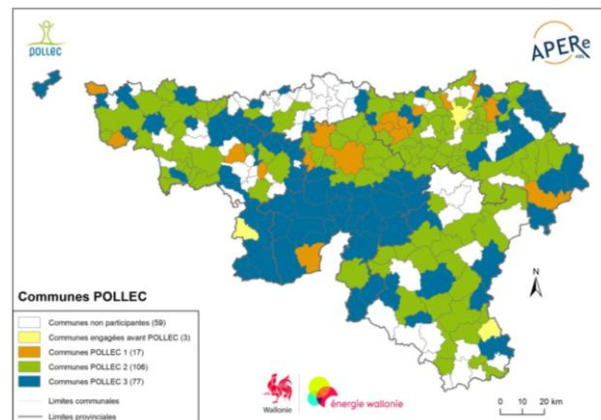 pollec
APERe
Communes POLLEC
Communes non participantes (59)
Communes engagées avant POLLEC (3)
Communes POLLEC 1 (17)
Communes POLLEC 2 (106)
Communes POLLEC 3 (77)
Limites communales
Limites provinciales
Wallonie
énergie wallonie
N
0 10 20 km